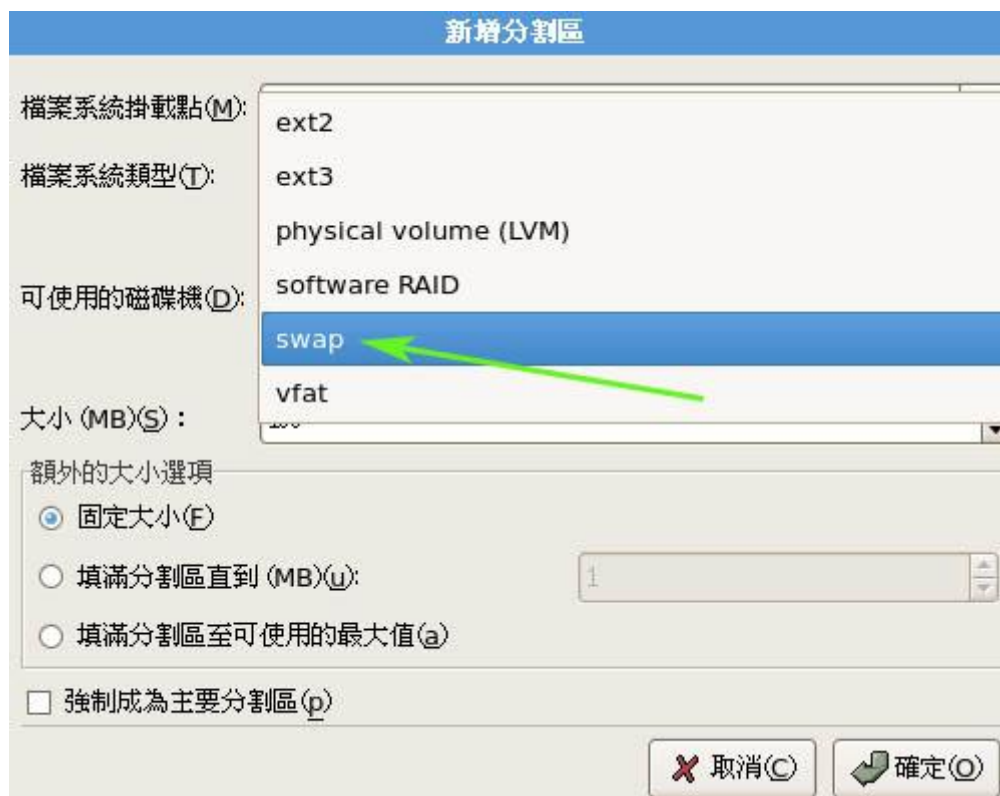 新增分割區
檔案系統掛載點(M):
ext2
檔案系統類型(T):
ext3
physical volume (LVM)
software RAID
可使用的磁碟機(D):
swap
vfat
大小 (MB)(S)：
額外的大小選項
固定大小(F)
填滿分割區直到 (MB)(u): 1
填滿分割區至可使用的最大值(a)
強制成為主要分割區(p)
取消(C) 確定(O)